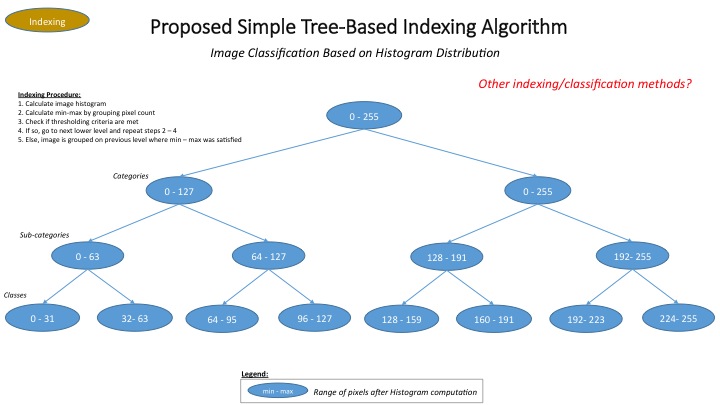 Indexing
Proposed Simple Tree-Based Indexing Algorithm
Image Classification Based on Histogram Distribution
Other indexing/classification methods?
Indexing Procedure:
1. Calculate image histogram
2. Calculate min-max by grouping pixel count
3. Check if thresholding criteria are met
4. If so, go to next lower level and repeat steps 2 – 4
5. Else, image is grouped on previous level where min – max was satisfied
0 - 255
Categories
0 - 127
0 - 255
Sub-categories
0 - 63
64 - 127
128 - 191
192- 255
Classes
0 - 31
32- 63
64 - 95
96 - 127
128 - 159
160 - 191
192- 223
224- 255
Legend:
min - max
Range of pixels after Histogram computation